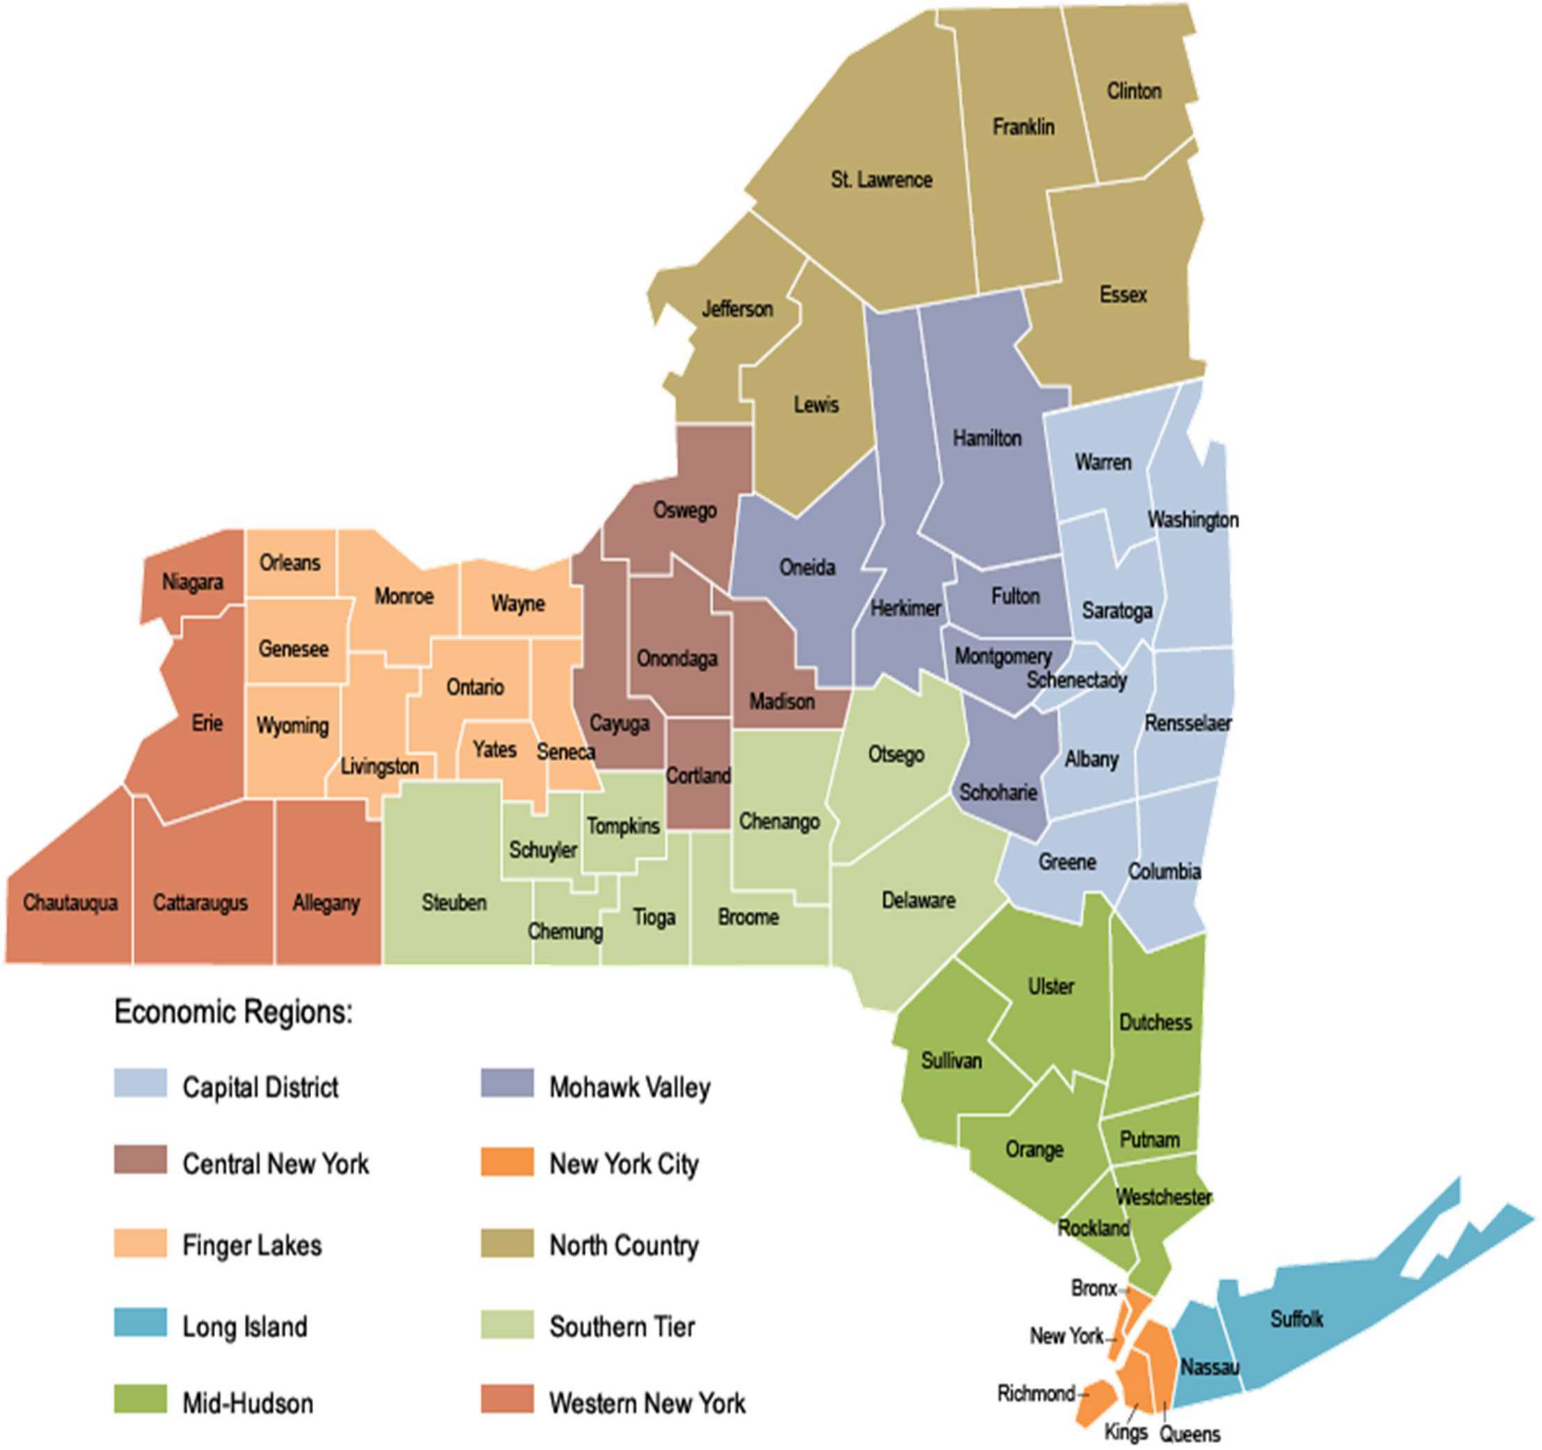 Clinton
Franklin
St. Lawrence
Essex
Jefferson
Lewis
Hamilton
Warren
Oswego
Washington
Oneida
Orleans
Niagara
Monroe
Wayne
Fulton
Herkimer
Saratoga
Genesee
Onondaga
Montgomery
Schenectady
Ontario
Madison
Erie
Wyoming
Cayuga
Rensselaer
Yates
Seneca
Otsego
Albany
Livingston
Cortland
Schoharie
Tompkins
Chenango
Schuyler
Greene
Columbia
Chautauqua
Cattaraugus
Allegany
Steuben
Delaware
Tioga
Broome
Chemung
Ulster
Dutchess
Sullivan
Putnam
Orange
Westchester
Rockland
Bronx
New York
Suffolk
Nassau
Richmond
Kings
Queens
Economic Regions:
Capital District
Central New York
Finger Lakes
Long Island
Mid-Hudson
Mohawk Valley
New York City
North Country
Southern Tier
Western New York